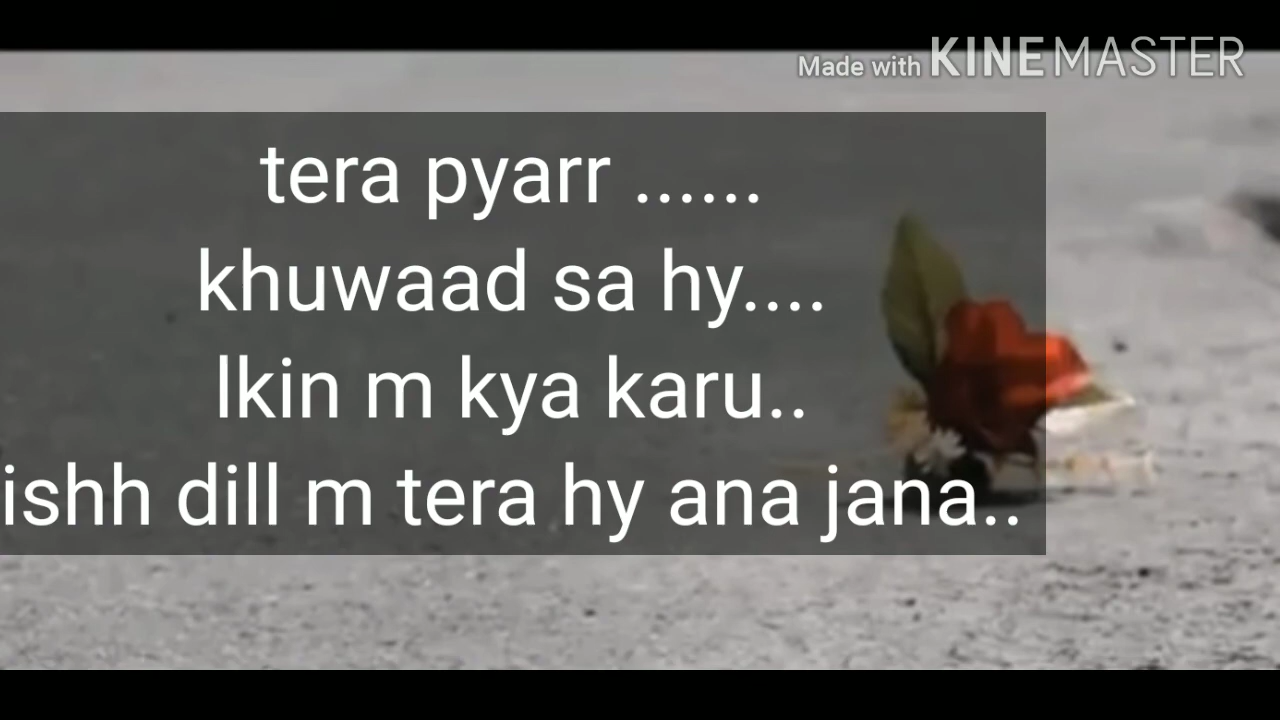 Made with KINEMASTER
tera pyarr ......
khuwaad sa hy....
lkin m kya karu..
ishh dill m tera hy ana jana..